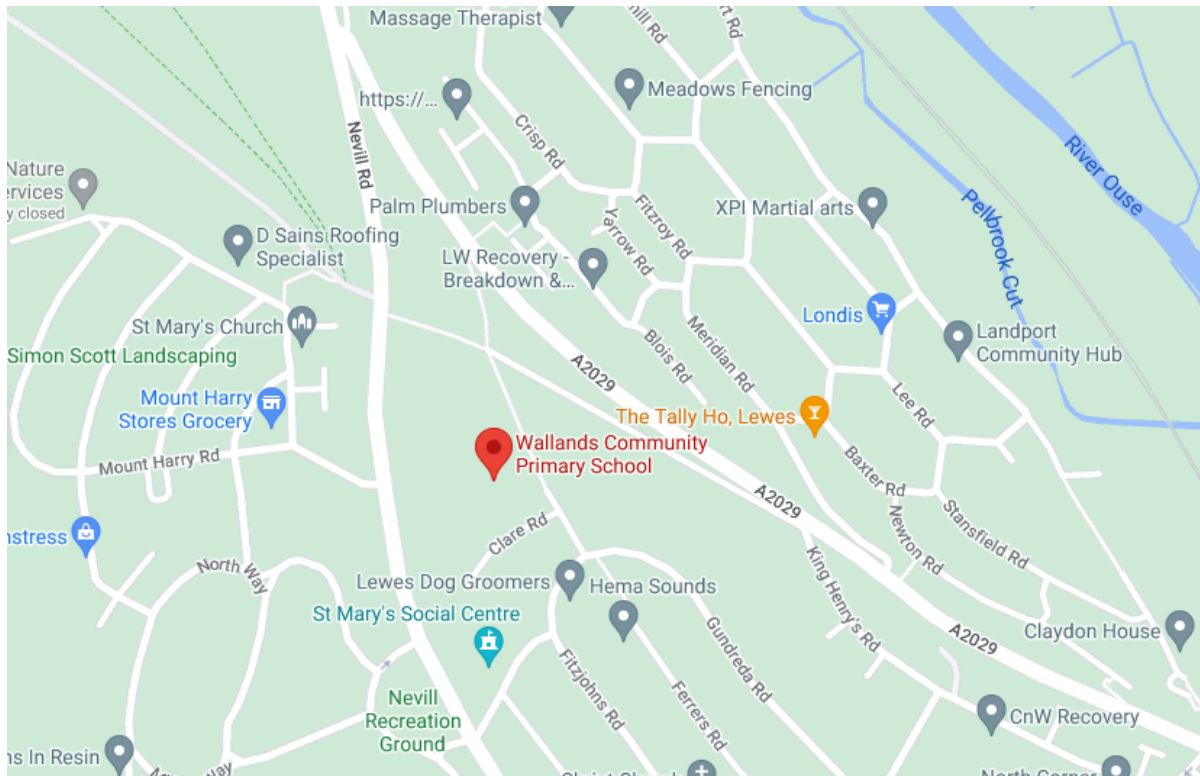 Massage Therapist
Meadows Fencing
https://...
Nevill Rd
Crisp Rd
River Ouse
Nature
y closed
Palm Plumbers
Yarrow Rd
Fitzroy Rd
XPI Martial arts
Pellbrook Cut
D Sains Roofing
Specialist
LW Recovery -
Breakdown &...
St Mary's Church
Londis
Landport
Community Hub
Simon Scott Landscaping
Meridian Rd
Blois Rd
A2029
Mount Harry
Stores Grocery
The Tally Ho, Lewes
Lee Rd
Wallands Community
Primary School
Mount Harry Rd
Baxter Rd
A2029
Stansfield Rd
Newton Rd
Clare Rd
King Henry's Rd
North Way
Lewes Dog Groomers
Hema Sounds
St Mary's Social Centre
Gundreda Rd
A2029
Claydon House
Fitzjohns Rd
Ferrers Rd
Nevill
Recreation
Ground
CnW Recovery
ns In Resin
North Corner